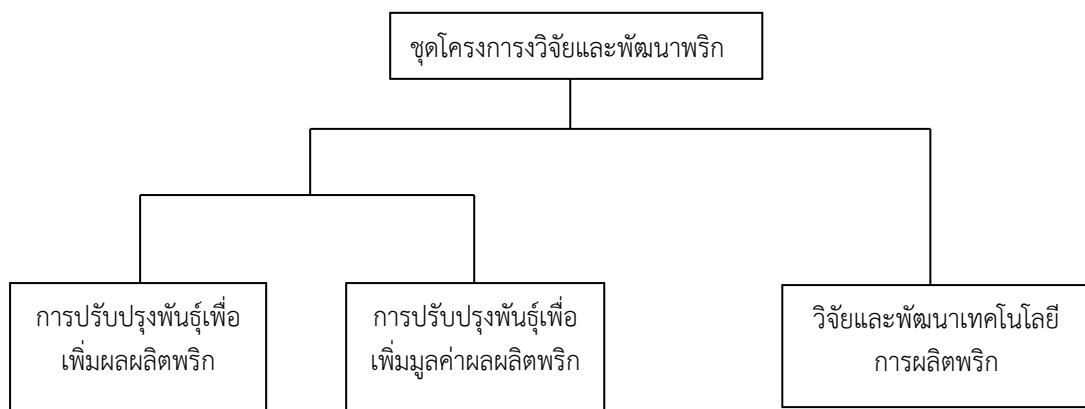 ชุดโครงการงวิจัยและพัฒนาพริก
การปรับปรุงพันธุ์เพื่อ
เพิ่มผลผลิตพริก
การปรับปรุงพันธุ์เพื่อ
เพิ่มมูลค่าผลผลิตพริก
วิจัยและพัฒนาเทคโนโลยี
การผลิตพริก